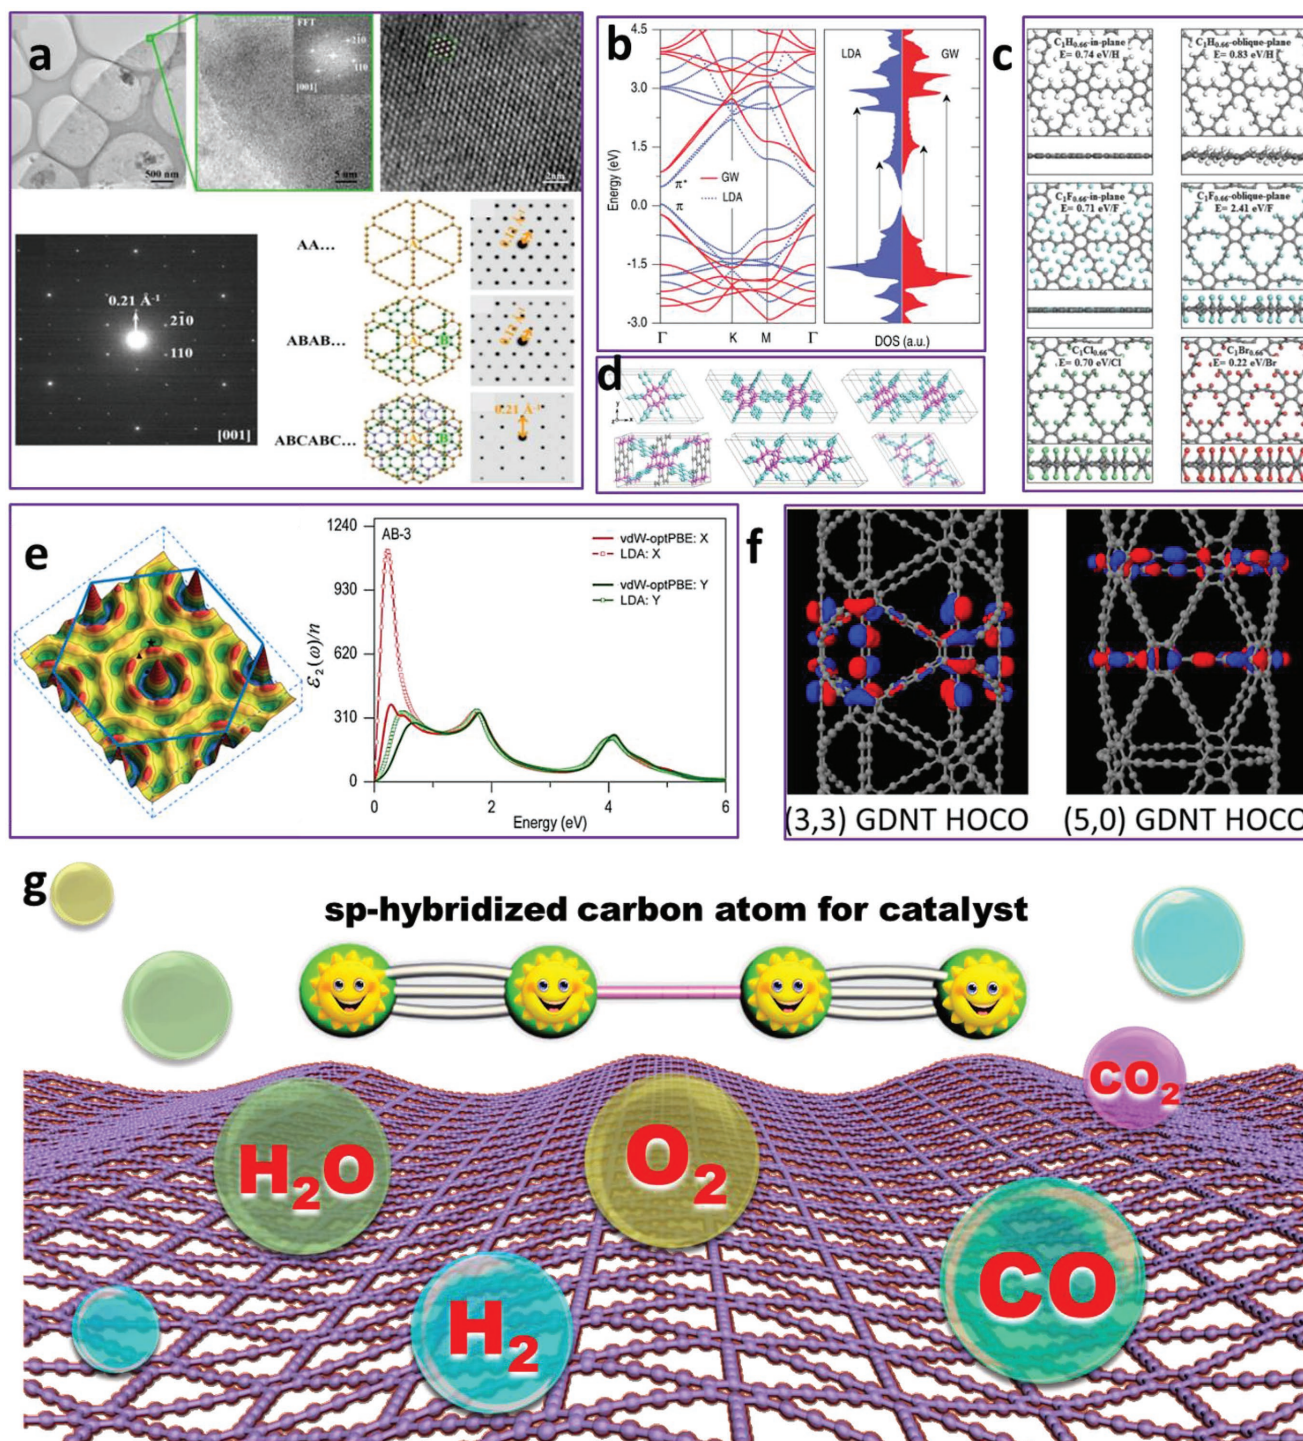 a
FFT
21̄0
110
[001]
500 nm
5 nm
2nm
0.21 Å⁻¹
21̄0
110
[001]
AA...
A
ABAB...
A
B
ABCABC...
A
B
C
0.21 Å⁻¹
b
4.5
3.0
1.5
0.0
-1.5
-3.0
Energy (eV)
π*
π
GW
LDA
Γ
K
M
Γ
LDA
GW
DOS (a.u.)
c
C₁H₀.₆₆-in-plane
E= 0.74 eV/H
C₁H₀.₆₆-oblique-plane
E= 0.83 eV/H
C₁F₀.₆₆-in-plane
E= 0.71 eV/F
C₁F₀.₆₆-oblique-plane
E= 2.41 eV/F
C₁Cl₀.₆₆
E= 0.70 eV/Cl
C₁Br₀.₆₆
E= 0.22 eV/Br
d
e
1240
930
620
310
0
ℰ₂(ω)/n
AB-3
vdW-optPBE: X
LDA: X
vdW-optPBE: Y
LDA: Y
0
2
4
6
Energy (eV)
f
(3,3) GDNT HOCO
(5,0) GDNT HOCO
g
sp-hybridized carbon atom for catalyst
CO₂
H₂O
O₂
H₂
CO